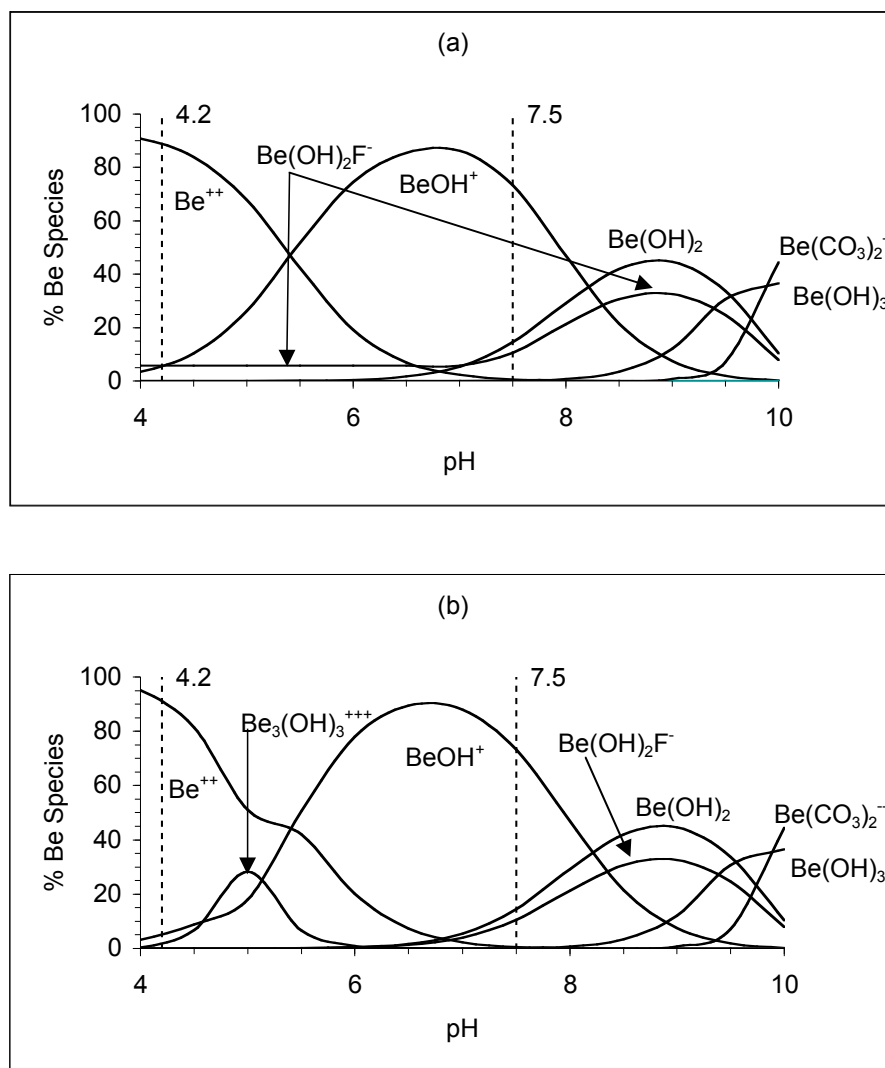 (a)
100
80
60
40
20
0
% Be Species
4.2
7.5
Be(OH)₂F⁻
Be⁺⁺
BeOH⁺
Be(OH)₂
Be(CO₃)₂⁻
Be(OH)₃
4 6 8 10
pH
(b)
100
80
60
40
20
0
% Be Species
4.2
7.5
Be₃(OH)₃⁺⁺⁺
Be⁺⁺
BeOH⁺
Be(OH)₂F⁻
Be(OH)₂
Be(CO₃)₂⁻⁻
Be(OH)₃
4 6 8 10
pH